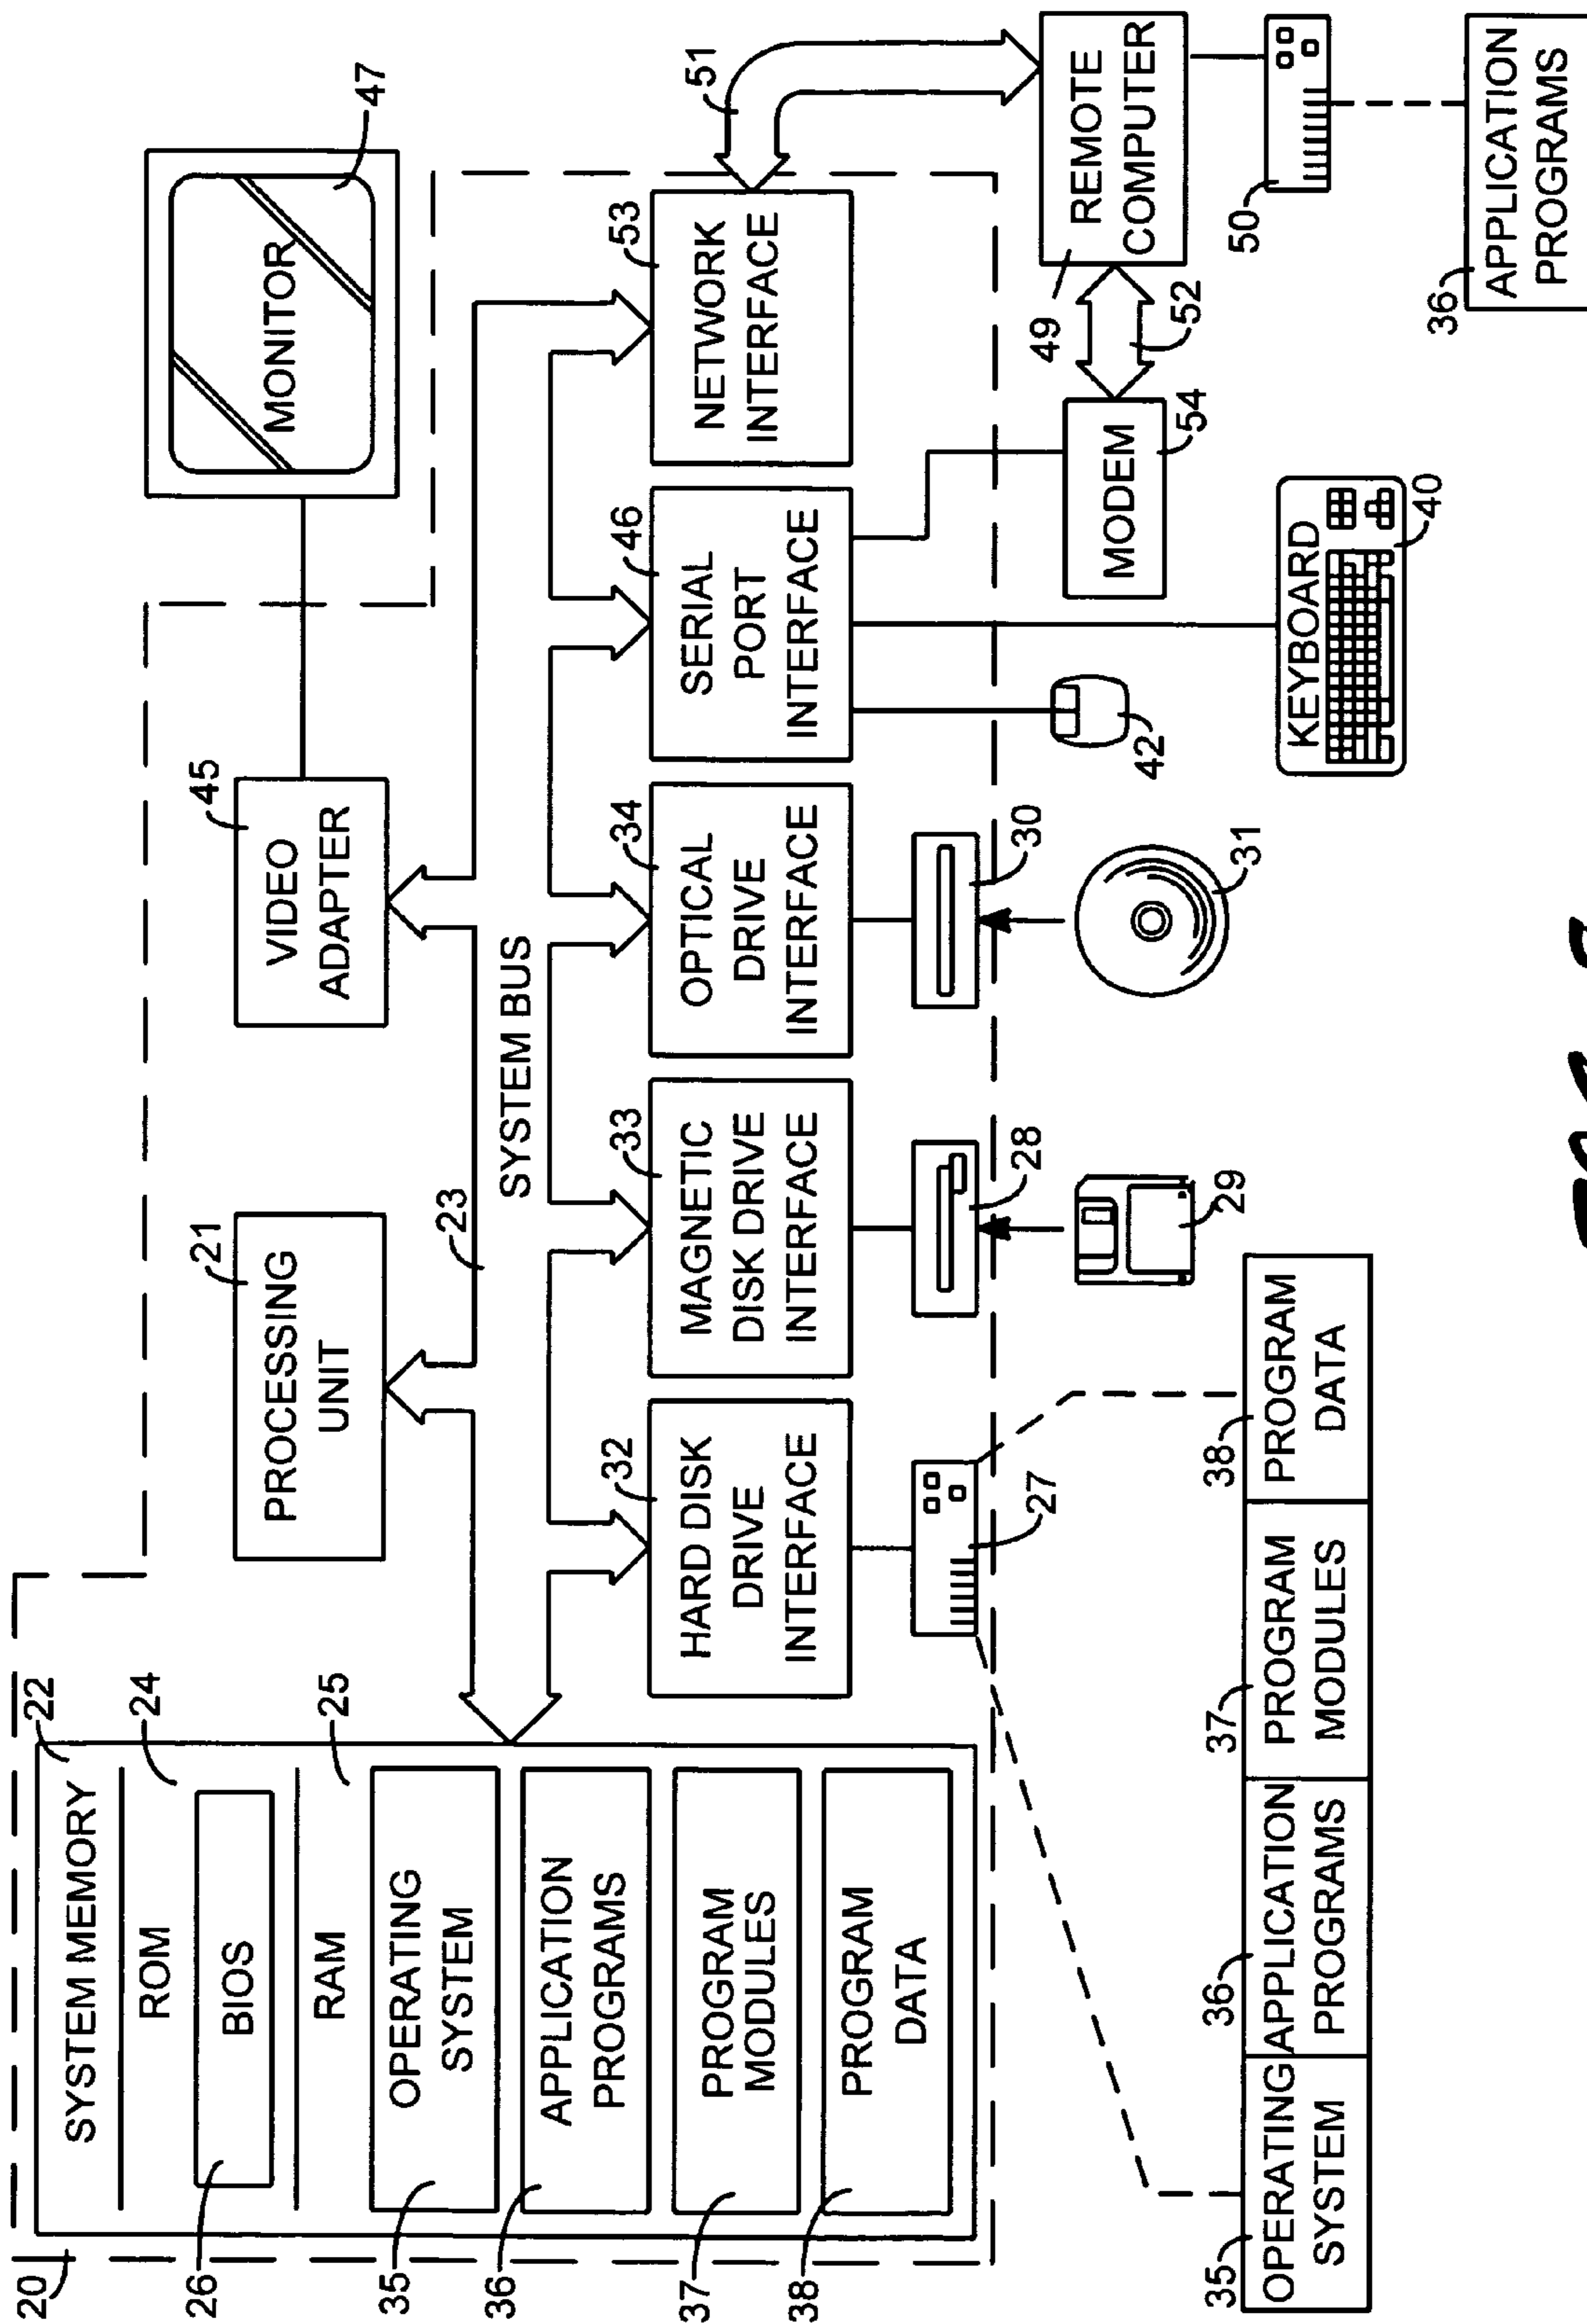 20
SYSTEM MEMORY
22
ROM
24
BIOS
26
RAM
25
OPERATING
SYSTEM
35
APPLICATION
PROGRAMS
36
PROGRAM
MODULES
37
PROGRAM
DATA
38
PROCESSING
UNIT
21
VIDEO
ADAPTER
45
MONITOR
47
23
SYSTEM BUS
HARD DISK
DRIVE
INTERFACE
32
MAGNETIC
DISK DRIVE
INTERFACE
33
OPTICAL
DRIVE
INTERFACE
34
SERIAL
PORT
INTERFACE
46
NETWORK
INTERFACE
53
51
27
28
30
29
31
42
MODEM
54
52
REMOTE
COMPUTER
49
50
KEYBOARD
40
OPERATING
SYSTEM
35
APPLICATION
PROGRAMS
36
PROGRAM
MODULES
37
PROGRAM
DATA
38
APPLICATION
PROGRAMS
36